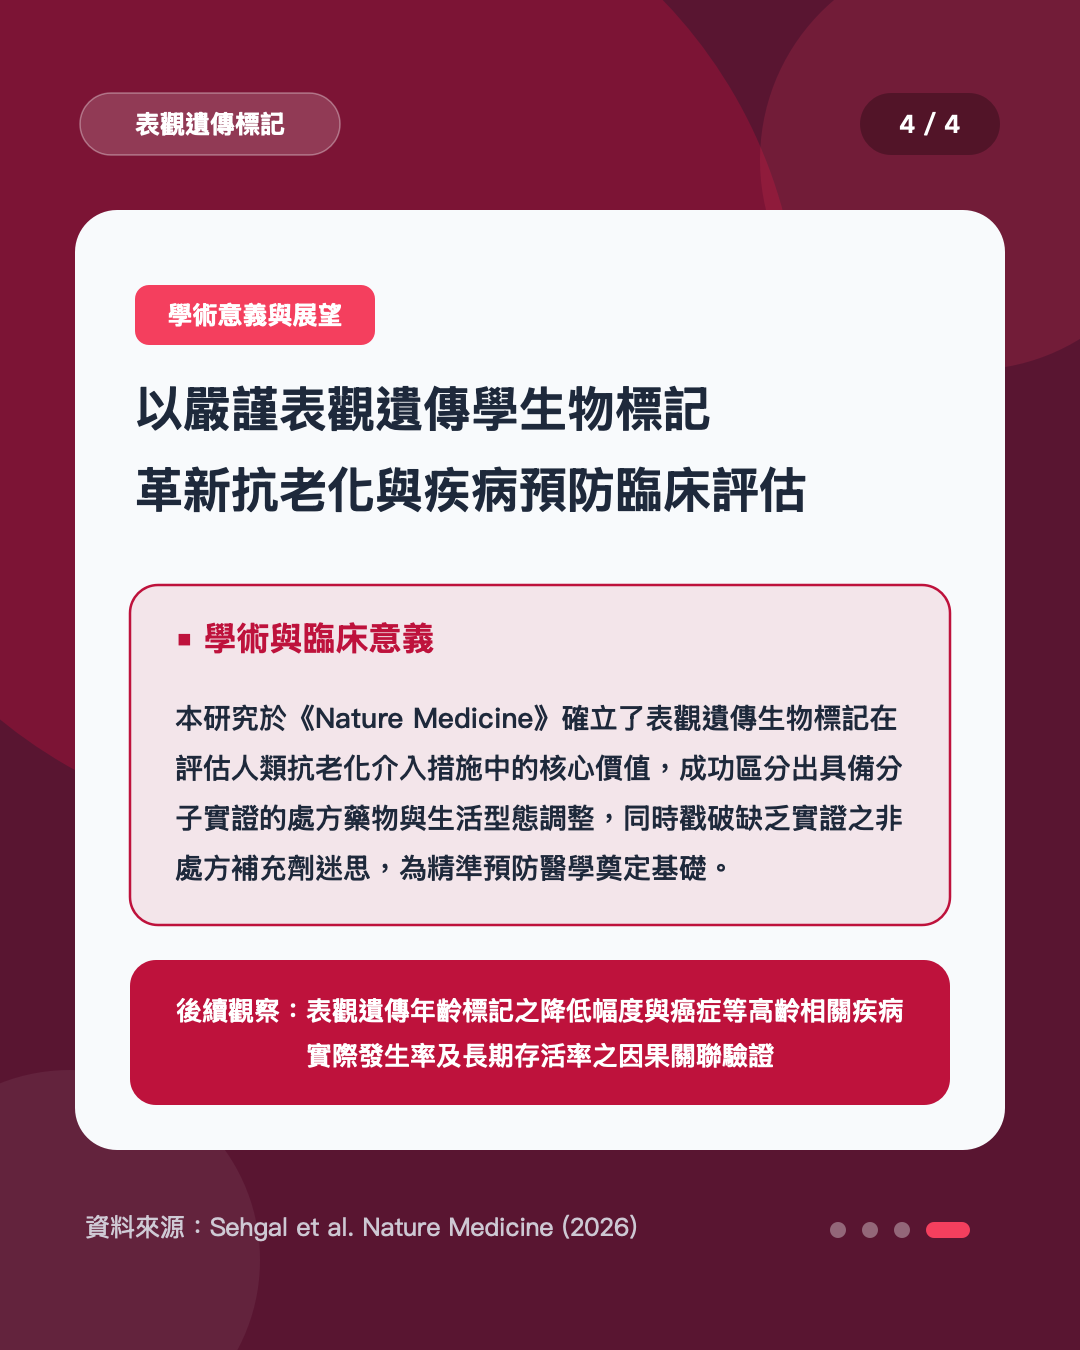 表觀遺傳標記
4 / 4
學術意義與展望
以嚴謹表觀遺傳學生物標記
革新抗老化與疾病預防臨床評估
▪ 學術與臨床意義
本研究於《Nature Medicine》確立了表觀遺傳生物標記在
評估人類抗老化介入措施中的核心價值，成功區分出具備分
子實證的處方藥物與生活型態調整，同時戳破缺乏實證之非
處方補充劑迷思，為精準預防醫學奠定基礎。
後續觀察：表觀遺傳年齡標記之降低幅度與癌症等高齡相關疾病
實際發生率及長期存活率之因果關聯驗證
資料來源：Sehgal et al. Nature Medicine (2026)